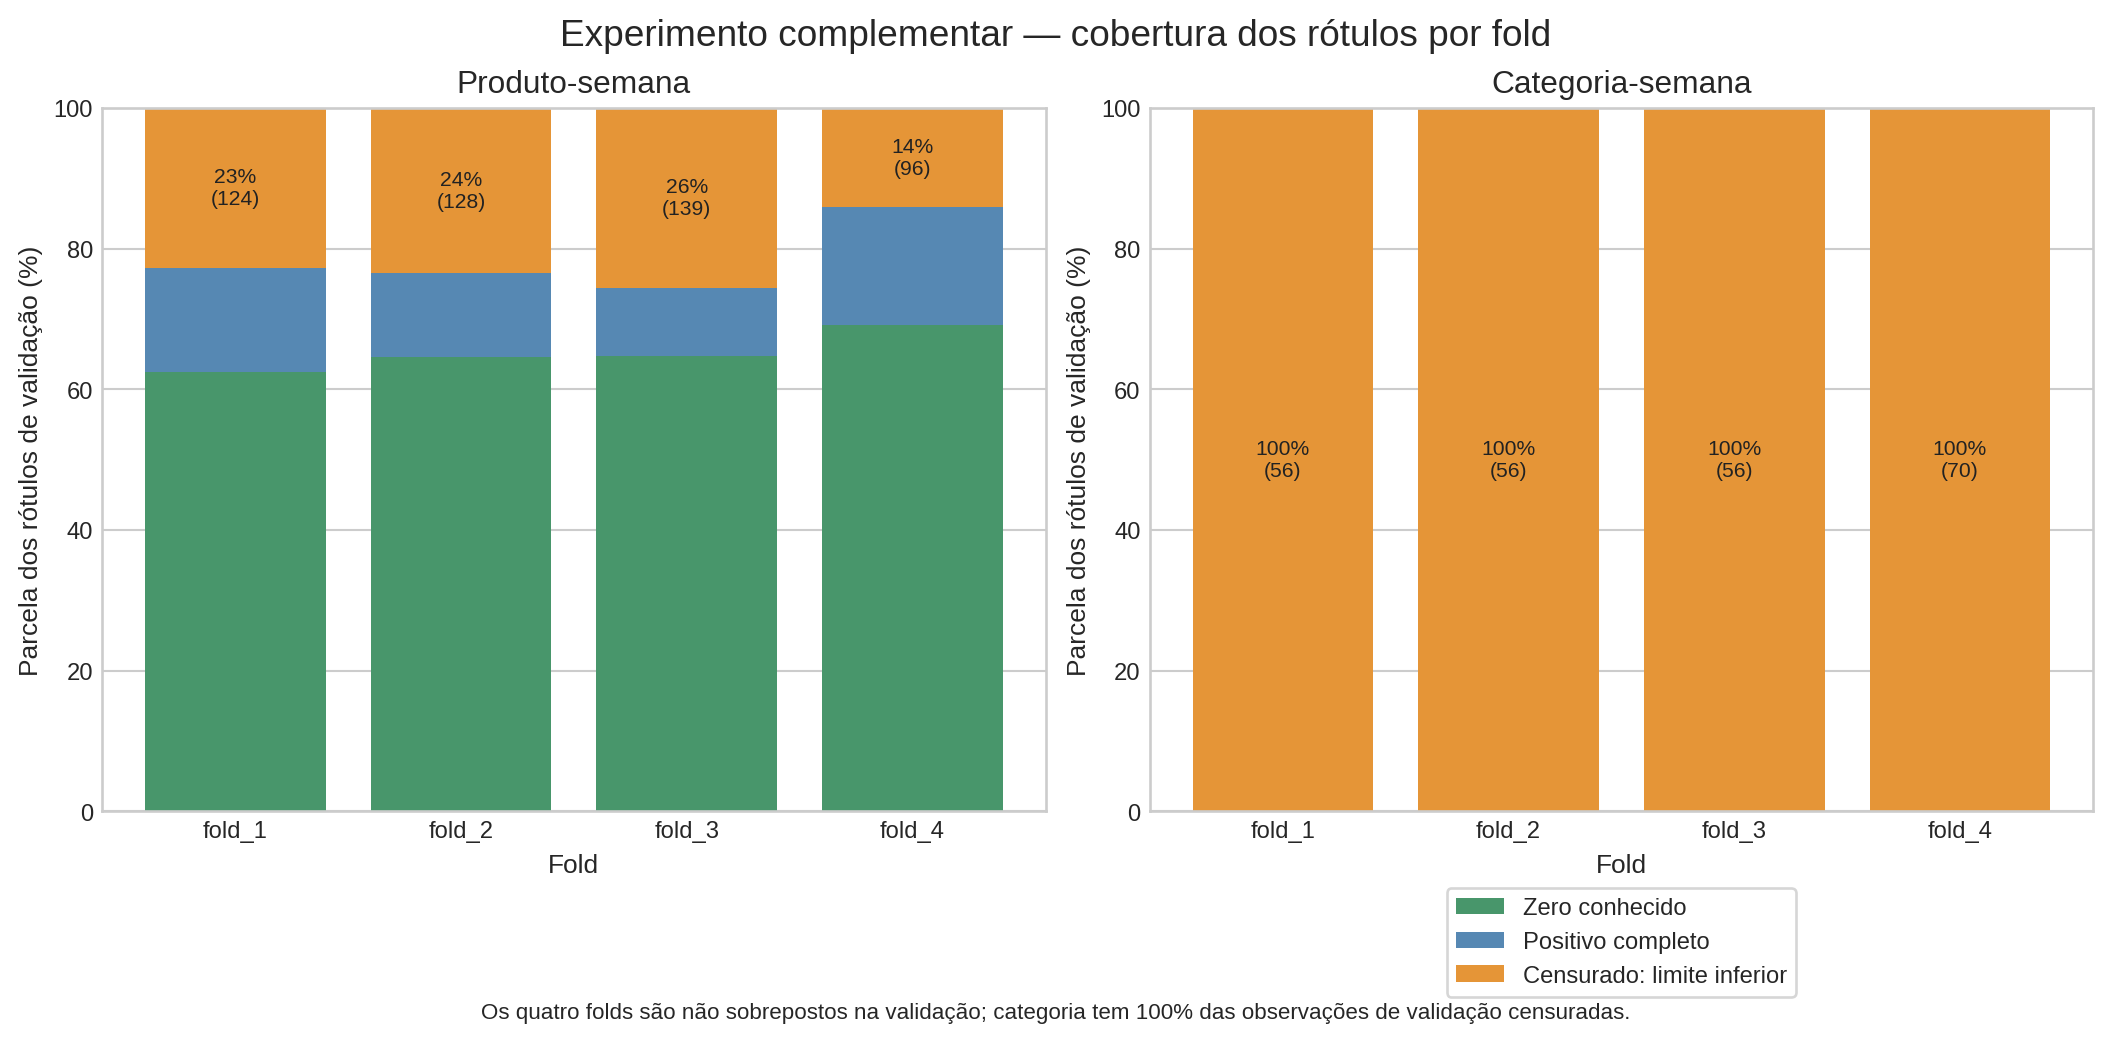 Experimento complementar — cobertura dos rótulos por fold
Produto-semana
Parcela dos rótulos de validação (%)
100
80
60
40
20
0
23%
(124)
24%
(128)
26%
(139)
14%
(96)
fold_1
fold_2
fold_3
fold_4
Fold
Categoria-semana
Parcela dos rótulos de validação (%)
100
80
60
40
20
0
100%
(56)
100%
(56)
100%
(56)
100%
(70)
fold_1
fold_2
fold_3
fold_4
Fold
Zero conhecido
Positivo completo
Censurado: limite inferior
Os quatro folds são não sobrepostos na validação; categoria tem 100% das observações de validação censuradas.